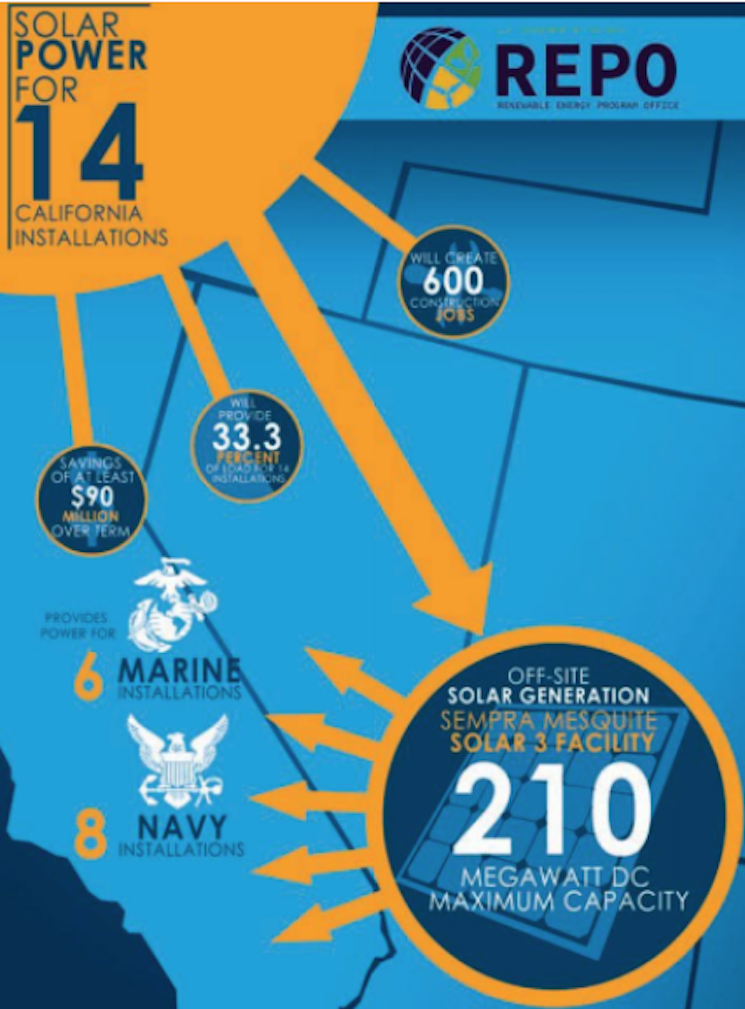 SOLAR
POWER
FOR
14
CALIFORNIA
INSTALLATIONS
REPO
RENEWABLE ENERGY PROGRAM OFFICE
WILL CREATE
600
CONSTRUCTION
JOBS
WILL
PROVIDE
33.3
PERCENT
OF LOAD FOR 14
INSTALLATIONS
SAVINGS
OF AT LEAST
$90
MILLION
OVER TERM
PROVIDES
POWER FOR
6 MARINE
INSTALLATIONS
8 NAVY
INSTALLATIONS
OFF-SITE
SOLAR GENERATION
SEMPRA MESQUITE
SOLAR 3 FACILITY
210
MEGAWATT DC
MAXIMUM CAPACITY